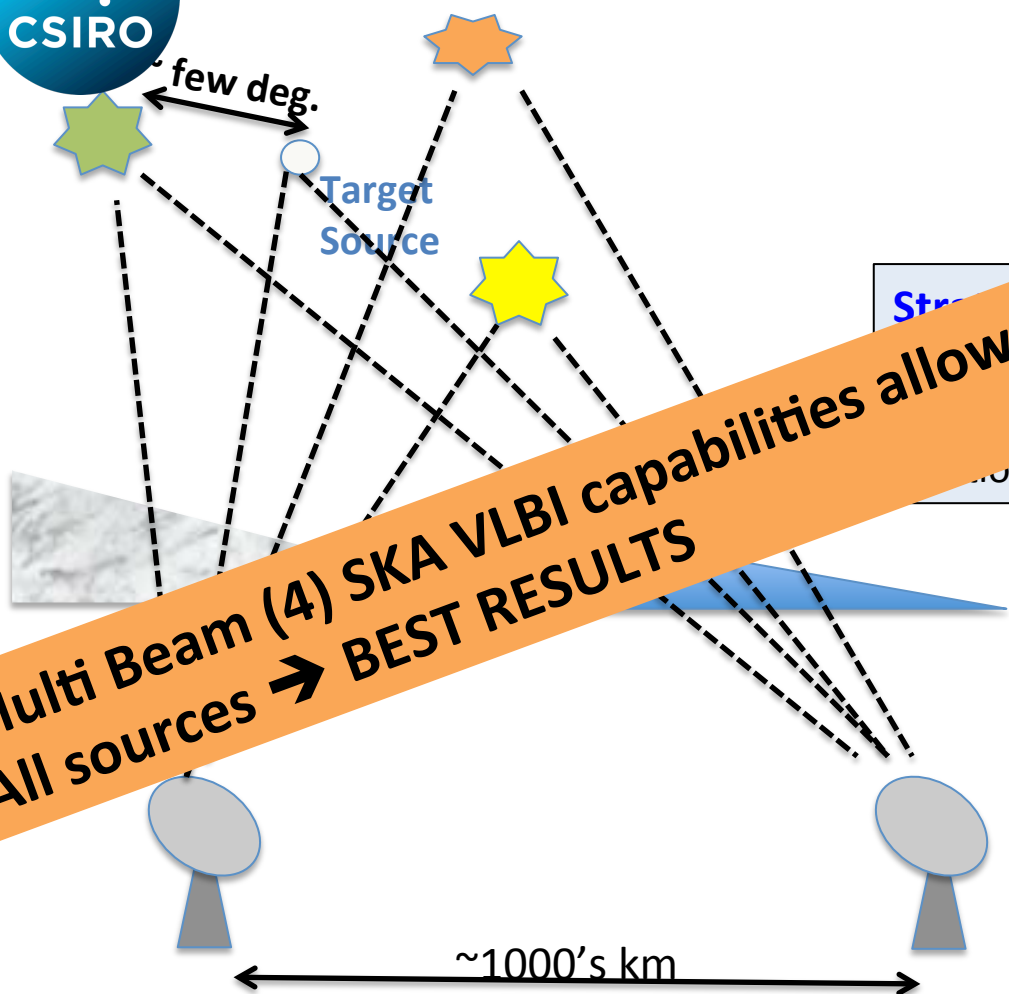 CSIRO
~ few deg.
Target
Source
Multi Beam (4) SKA VLBI capabilities allow
All sources ➔ BEST RESULTS
~1000's km